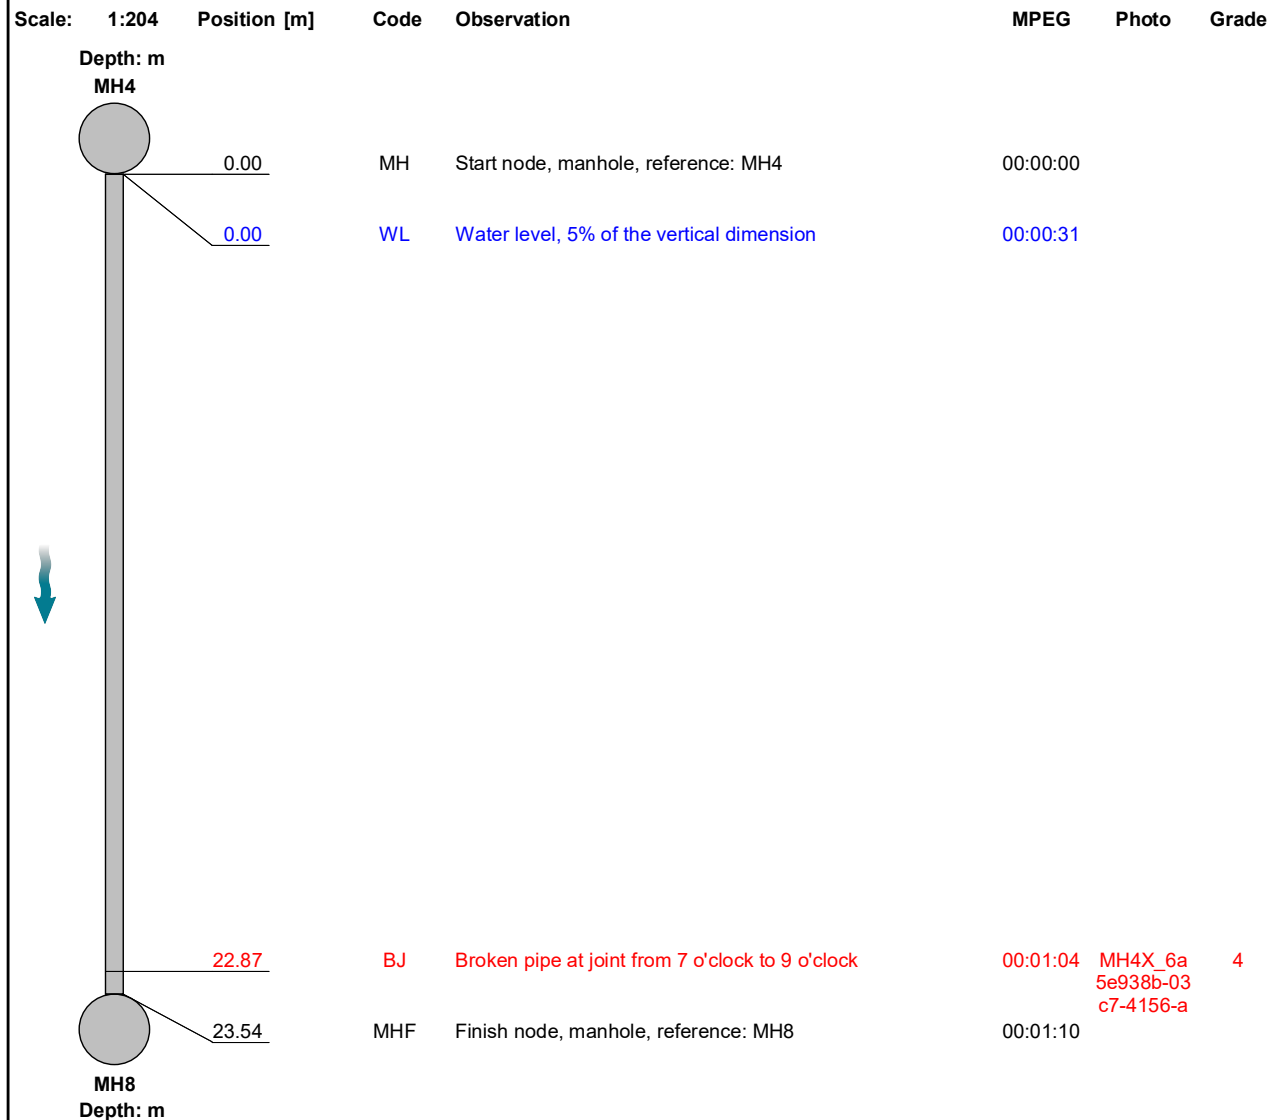 Scale: 1:204 Position [m] Code Observation MPEG Photo Grade
Depth: m
MH4
0.00 MH Start node, manhole, reference: MH4 00:00:00
0.00 WL Water level, 5% of the vertical dimension 00:00:31
22.87 BJ Broken pipe at joint from 7 o'clock to 9 o'clock 00:01:04 MH4X_6a 4
5e938b-03
c7-4156-a
23.54 MHF Finish node, manhole, reference: MH8 00:01:10
MH8
Depth: m